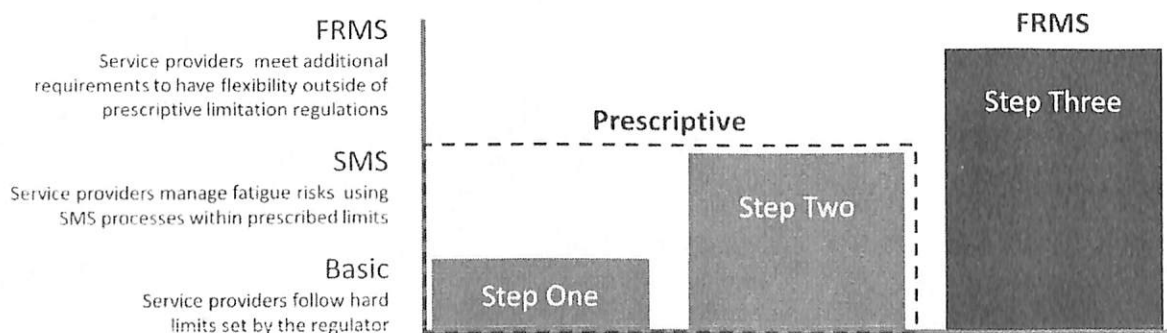 FRMS
Service providers meet additional
requirements to have flexibility outside of
prescriptive limitation regulations
SMS
Service providers manage fatigue risks using
SMS processes within prescribed limits
Basic
Service providers follow hard
limits set by the regulator
Prescriptive
FRMS
Step One
Step Two
Step Three